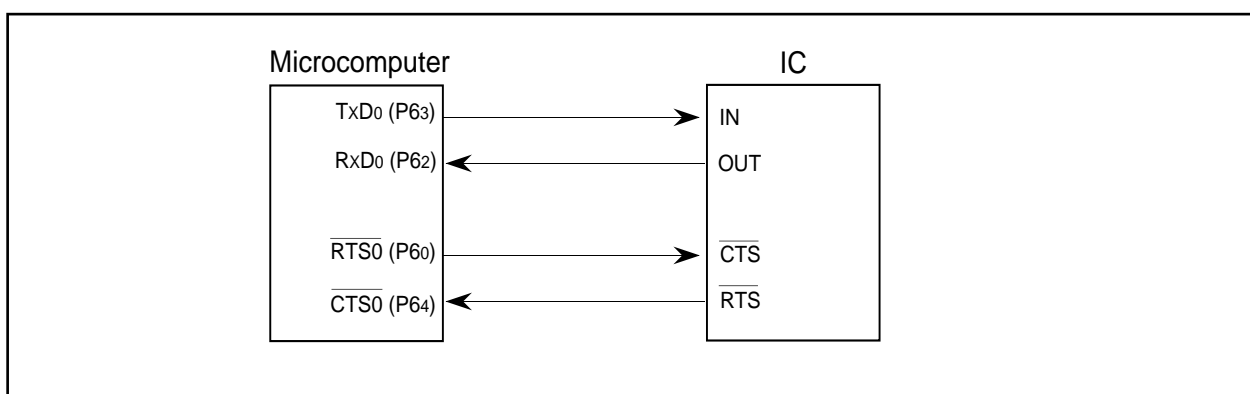 Microcomputer IC
TxD0 (P63) IN
RxD0 (P62) OUT
RTS0 (P60) CTS
CTS0 (P64) RTS